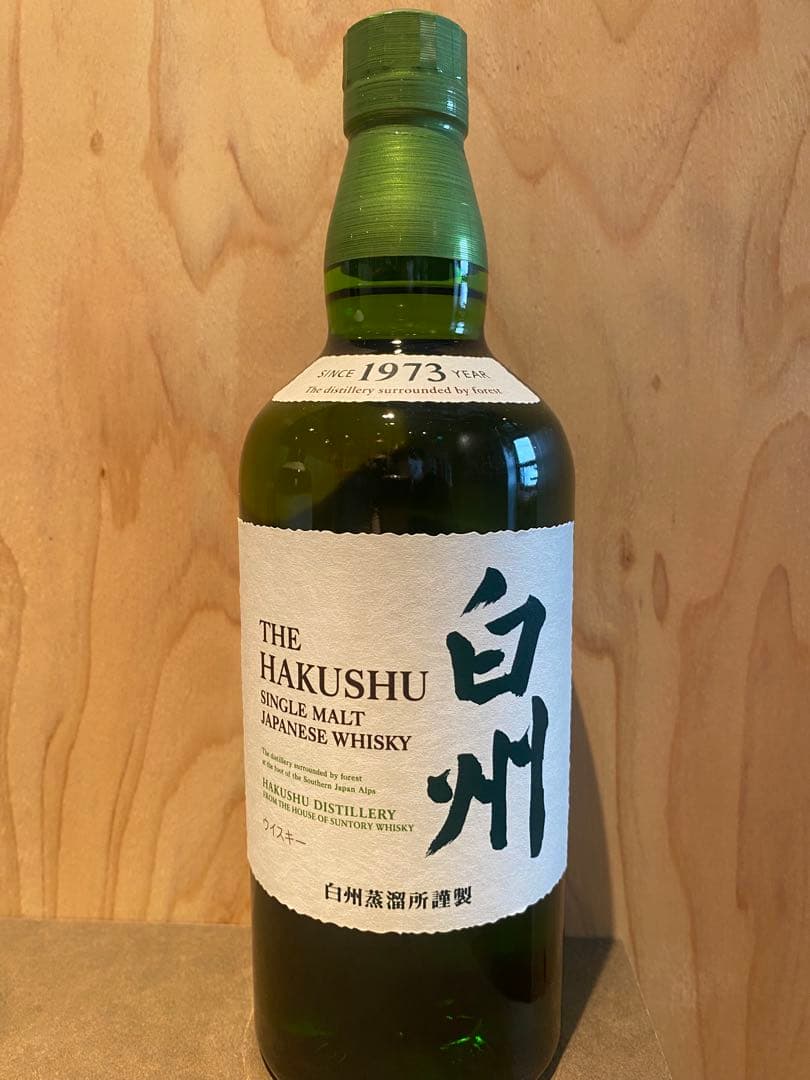 SINCE 1973 YEAR
The distillery surrounded by forest
THE
HAKUSHU
SINGLE MALT
JAPANESE WHISKY
白州
The distillery surrounded by forest
at the foot of the Southern Japan Alps
HAKUSHU DISTILLERY
FROM THE HOUSE OF SUNTORY WHISKY
ウイスキー
白州蒸溜所謹製